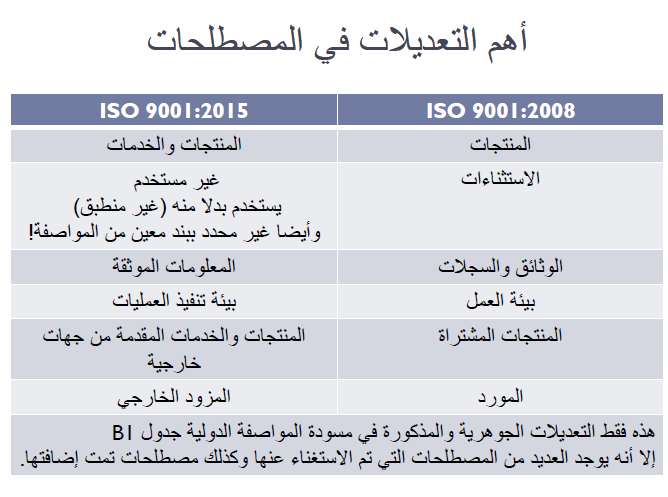 أهم التعديلات في المصطلحات
ISO 9001:2008
ISO 9001:2015
المنتجات
المنتجات والخدمات
الاستثناءات
غير مستخدم
يستخدم بدلا منه (غير منطبق)
وأيضا غير محدد ببند معين من المواصفة!
الوثائق والسجلات
المعلومات الموثقة
بيئة العمل
بيئة تنفيذ العمليات
المنتجات المشتراة
المنتجات والخدمات المقدمة من جهات
خارجية
المورد
المزود الخارجي
هذه فقط التعديلات الجوهرية والمذكورة في مسودة المواصفة الدولية جدول B1
إلا أنه يوجد العديد من المصطلحات التي تم الاستغناء عنها وكذلك مصطلحات تمت إضافتها.